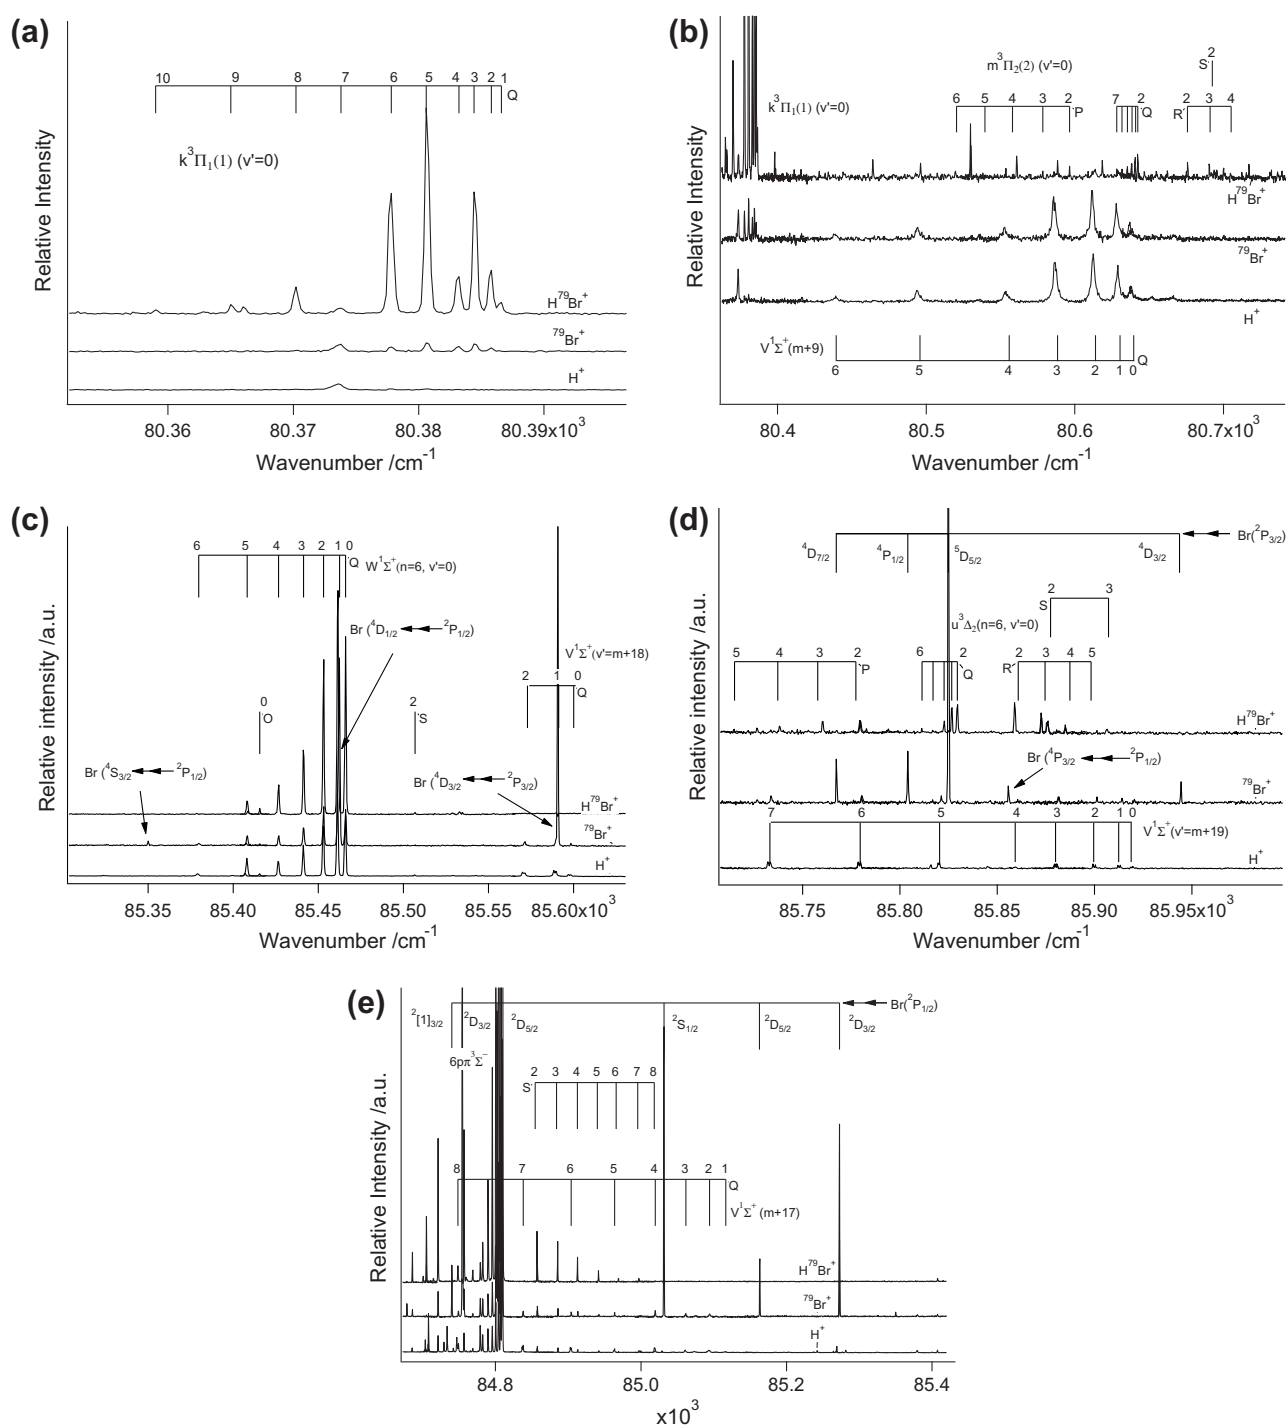 (a)
Relative Intensity
10 9 8 7 6 5 4 3 2 1
Q
k³Π₁(1) (v'=0)
H⁷⁹Br⁺
⁷⁹Br⁺
H⁺
80.36 80.37 80.38 80.39x10³
Wavenumber /cm⁻¹
(b)
Relative Intensity
k³Π₁(1) (v'=0)
m³Π₂(2) (v'=0)
2
S
6 5 4 3 2
P
7 2
Q
R 2 3 4
H⁷⁹Br⁺
⁷⁹Br⁺
H⁺
V¹Σ⁺(m+9)
Q
6 5 4 3 2 1 0
80.4 80.5 80.6 80.7x10³
Wavenumber /cm⁻¹
(c)
Relative intensity /a.u.
6 5 4 3 2 1 0
Q W¹Σ⁺(n=6, v'=0)
Br (⁴D₁/₂ ²P₁/₂)
V¹Σ⁺(v'=m+18)
2 1 0
Q
0
O
2
S
Br (⁴S₃/₂ ²P₁/₂)
Br (⁴D₃/₂ ²P₃/₂)
H⁷⁹Br⁺
⁷⁹Br⁺
H⁺
85.35 85.40 85.45 85.50 85.55 85.60x10³
Wavenumber /cm⁻¹
(d)
Relative intensity /a.u.
Br(²P₃/₂)
⁴D₇/₂ ⁴P₁/₂ ⁵D₅/₂ ⁴D₃/₂
2 3
S
u³Δ₂(n=6, v'=0)
5 4 3 2
P
6 2
Q
R 2 3 4 5
H⁷⁹Br⁺
Br (⁴P₃/₂ ²P₁/₂)
⁷⁹Br⁺
7 6 5 4 3 2 1 0
Q
V¹Σ⁺(v'=m+19)
H⁺
85.75 85.80 85.85 85.90 85.95x10³
Wavenumber /cm⁻¹
(e)
Relative Intensity /a.u.
Br(²P₁/₂)
²[1]₃/₂ ²D₃/₂ ²D₅/₂ ²S₁/₂ ²D₅/₂ ²D₃/₂
6pπ³Σ⁻
2 3 4 5 6 7 8
S
8 7 6 5 4 3 2 1
Q
V¹Σ⁺(m+17)
H⁷⁹Br⁺
⁷⁹Br⁺
H⁺
84.8 85.0 85.2 85.4
x10³